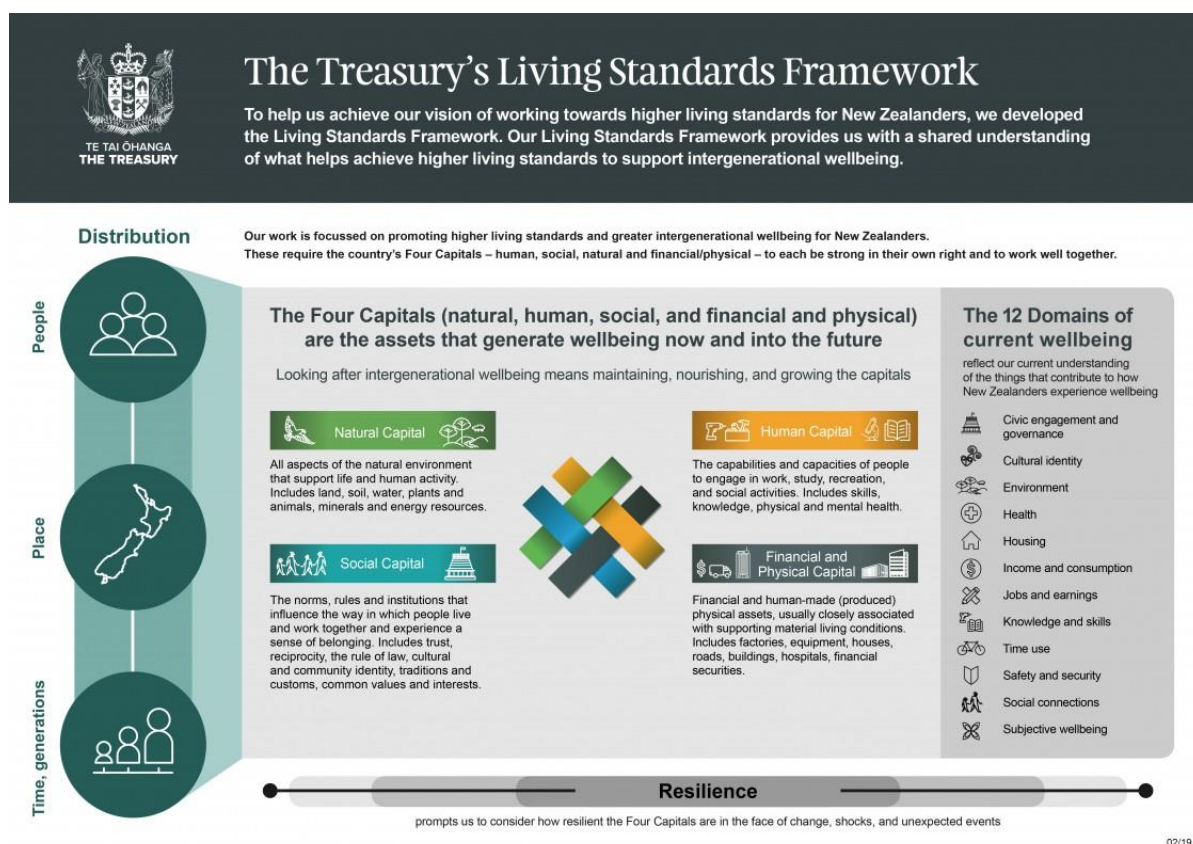 TE TAI ŌHANGA
THE TREASURY
The Treasury's Living Standards Framework
To help us achieve our vision of working towards higher living standards for New Zealanders, we developed
the Living Standards Framework. Our Living Standards Framework provides us with a shared understanding
of what helps achieve higher living standards to support intergenerational wellbeing.
Distribution
People
Place
Time, generations
Our work is focussed on promoting higher living standards and greater intergenerational wellbeing for New Zealanders.
These require the country's Four Capitals – human, social, natural and financial/physical – to each be strong in their own right and to work well together.
The Four Capitals (natural, human, social, and financial and physical)
are the assets that generate wellbeing now and into the future
Looking after intergenerational wellbeing means maintaining, nourishing, and growing the capitals
Natural Capital
All aspects of the natural environment
that support life and human activity.
Includes land, soil, water, plants and
animals, minerals and energy resources.
Human Capital
The capabilities and capacities of people
to engage in work, study, recreation,
and social activities. Includes skills,
knowledge, physical and mental health.
Social Capital
The norms, rules and institutions that
influence the way in which people live
and work together and experience a
sense of belonging. Includes trust,
reciprocity, the rule of law, cultural
and community identity, traditions and
customs, common values and interests.
Financial and
Physical Capital
Financial and human-made (produced)
physical assets, usually closely associated
with supporting material living conditions.
Includes factories, equipment, houses,
roads, buildings, hospitals, financial
securities.
The 12 Domains of
current wellbeing
reflect our current understanding
of the things that contribute to how
New Zealanders experience wellbeing
Civic engagement and
governance
Cultural identity
Environment
Health
Housing
Income and consumption
Jobs and earnings
Knowledge and skills
Time use
Safety and security
Social connections
Subjective wellbeing
Resilience
prompts us to consider how resilient the Four Capitals are in the face of change, shocks, and unexpected events
02/19